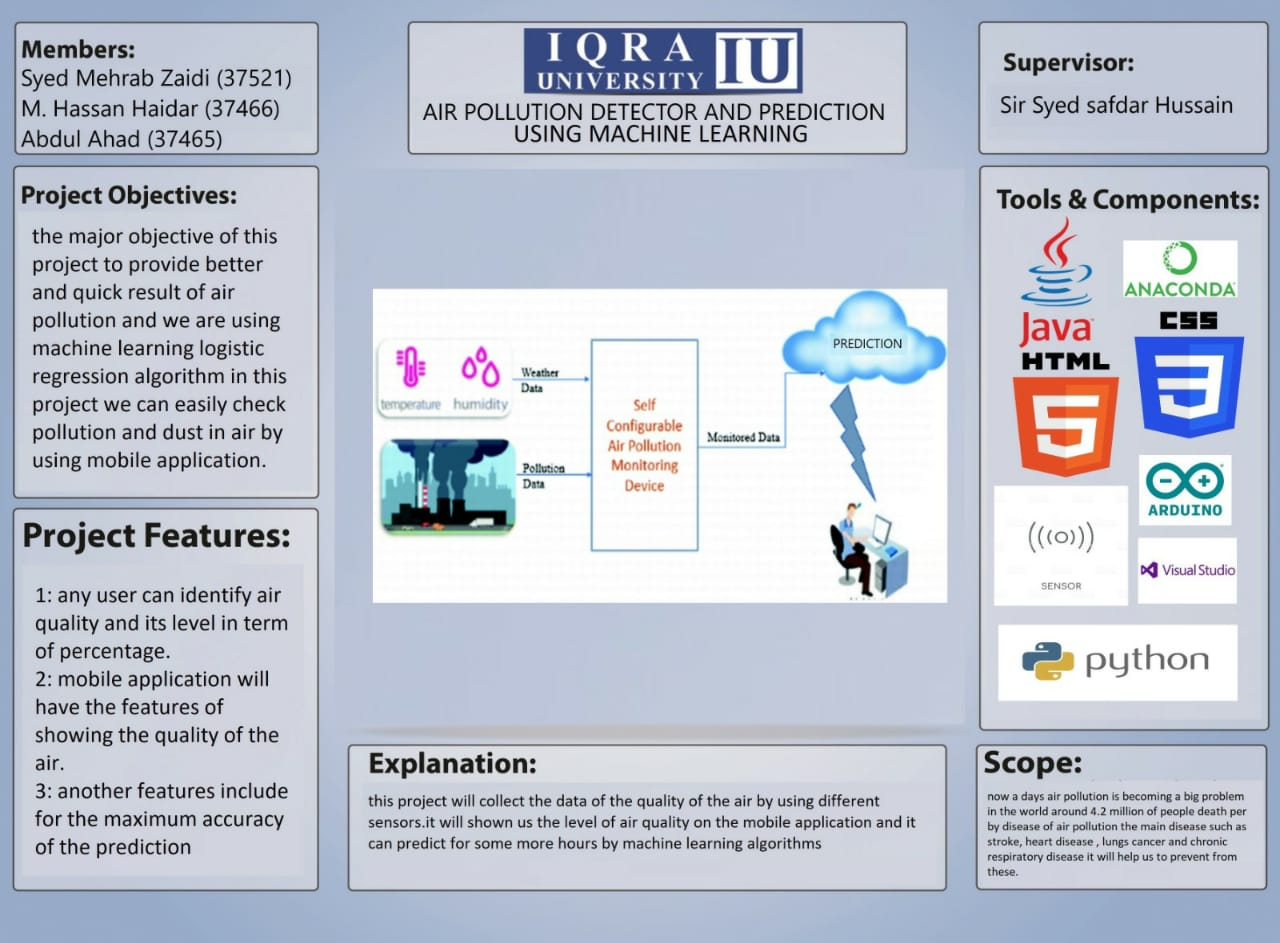 Members:
Syed Mehrab Zaidi (37521)
M. Hassan Haidar (37466)
Abdul Ahad (37465)
IQRA
UNIVERSITY
IU
AIR POLLUTION DETECTOR AND PREDICTION
USING MACHINE LEARNING
Supervisor:
Sir Syed safdar Hussain
Project Objectives:
the major objective of this
project to provide better
and quick result of air
pollution and we are using
machine learning logistic
regression algorithm in this
project we can easily check
pollution and dust in air by
using mobile application.
Project Features:
1: any user can identify air
quality and its level in term
of percentage.
2: mobile application will
have the features of
showing the quality of the
air.
3: another features include
for the maximum accuracy
of the prediction
temperature
humidity
Weather
Data
Pollution
Data
Self
Configurable
Air Pollution
Monitoring
Device
Monitored Data
PREDICTION
Tools & Components:
Java
ANACONDA
HTML
5
CSS
3
ARDUINO
SENSOR
Visual Studio
python
Explanation:
this project will collect the data of the quality of the air by using different
sensors.it will shown us the level of air quality on the mobile application and it
can predict for some more hours by machine learning algorithms
Scope:
now a days air pollution is becoming a big problem
in the world around 4.2 million of people death per
by disease of air pollution the main disease such as
stroke, heart disease , lungs cancer and chronic
respiratory disease it will help us to prevent from
these.